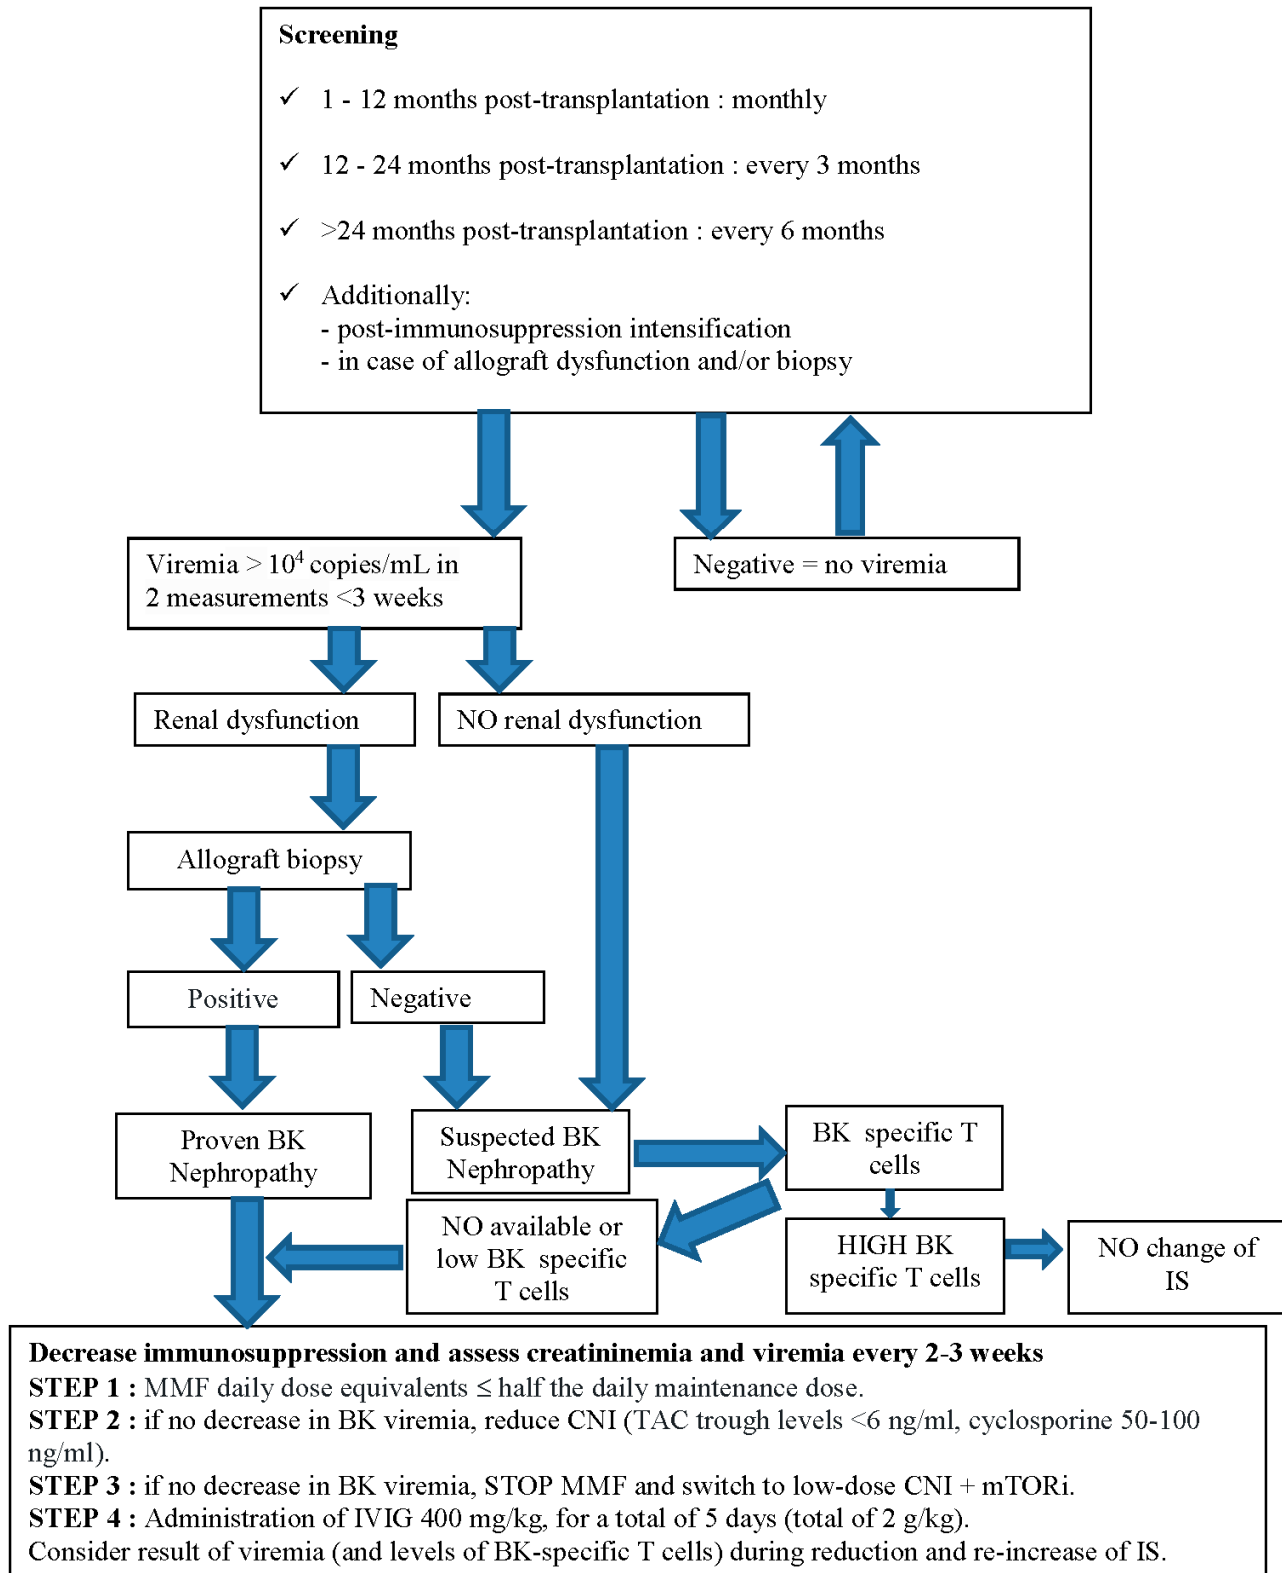 Screening
✓ 1 - 12 months post-transplantation : monthly
✓ 12 - 24 months post-transplantation : every 3 months
✓ >24 months post-transplantation : every 6 months
✓ Additionally:
- post-immunosuppression intensification
- in case of allograft dysfunction and/or biopsy
Viremia > 10⁴ copies/mL in
2 measurements <3 weeks
Negative = no viremia
Renal dysfunction
NO renal dysfunction
Allograft biopsy
Positive
Negative
Proven BK
Nephropathy
Suspected BK
Nephropathy
BK specific T
cells
NO available or
low BK specific
T cells
HIGH BK
specific T cells
NO change of
IS
Decrease immunosuppression and assess creatininemia and viremia every 2-3 weeks
STEP 1 : MMF daily dose equivalents ≤ half the daily maintenance dose.
STEP 2 : if no decrease in BK viremia, reduce CNI (TAC trough levels <6 ng/ml, cyclosporine 50-100
ng/ml).
STEP 3 : if no decrease in BK viremia, STOP MMF and switch to low-dose CNI + mTORi.
STEP 4 : Administration of IVIG 400 mg/kg, for a total of 5 days (total of 2 g/kg).
Consider result of viremia (and levels of BK-specific T cells) during reduction and re-increase of IS.